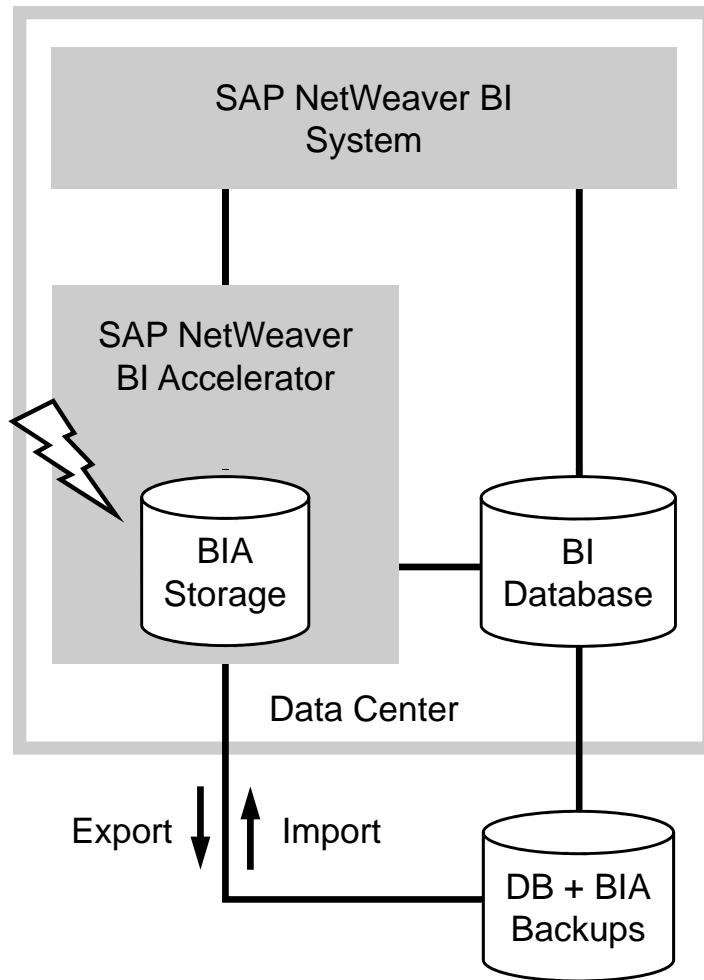 SAP NetWeaver BI
System
SAP NetWeaver
BI Accelerator
BIA
Storage
BI
Database
Data Center
Export
Import
DB + BIA
Backups